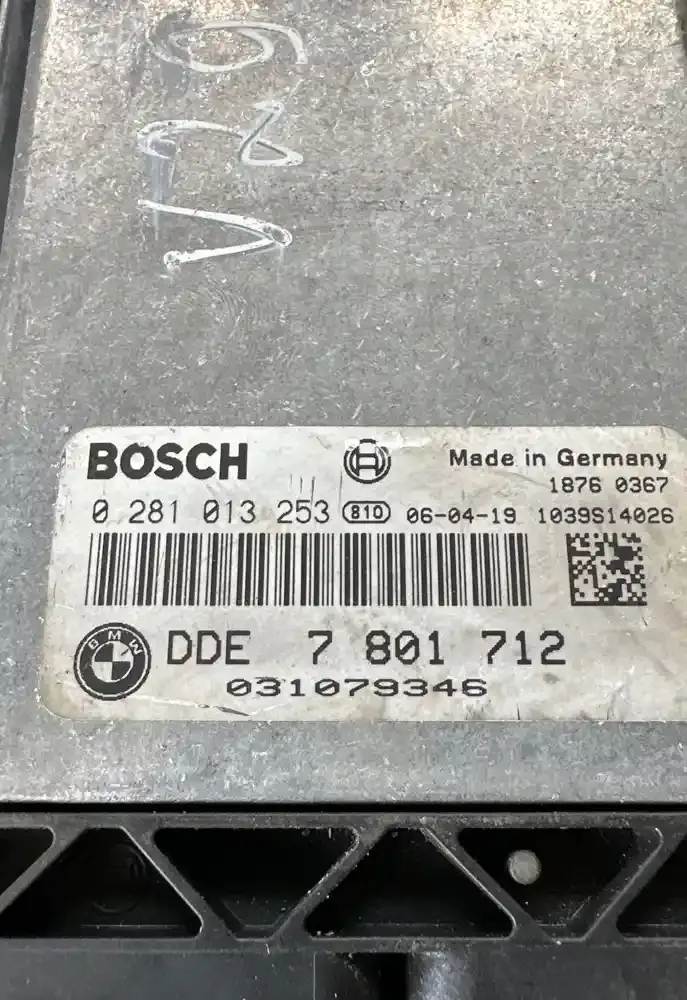 BOSCH
Made in Germany
1876 0367
0 281 013 253 810 06-04-19 1039S14026
BMW
DDE 7 801 712
031079346